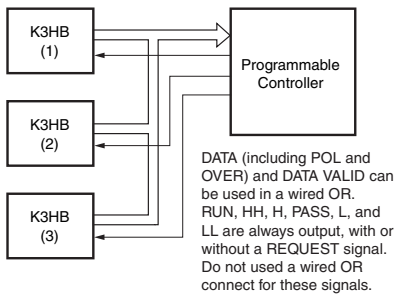 K3HB
(1)
Programmable
Controller
K3HB
(2)
K3HB
(3)
DATA (including POL and
OVER) and DATA VALID can
be used in a wired OR.
RUN, HH, H, PASS, L, and
LL are always output, with or
without a REQUEST signal.
Do not used a wired OR
connect for these signals.